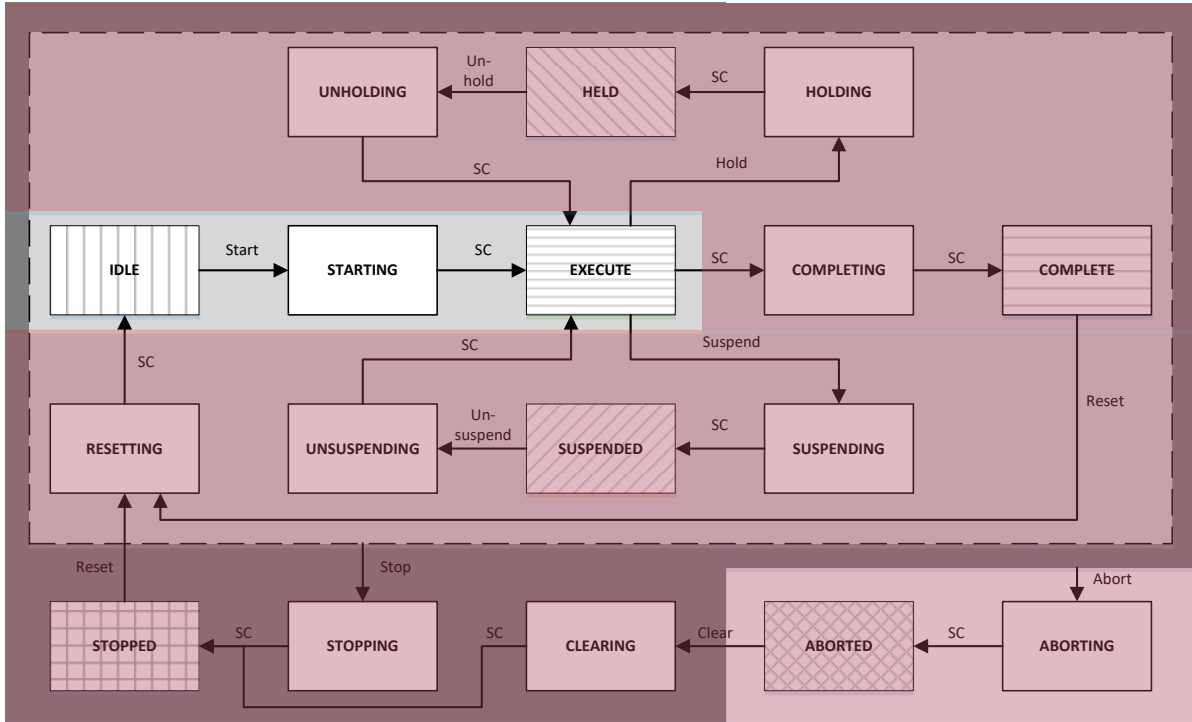 UNHOLDING
Un-
hold
HELD
SC
HOLDING
SC
Hold
IDLE
Start
STARTING
SC
EXECUTE
SC
COMPLETING
SC
COMPLETE
SC
SC
Suspend
Reset
RESETTING
UNSUSPENDING
Un-
suspend
SUSPENDED
SC
SUSPENDING
Reset
Stop
Abort
STOPPED
SC
STOPPING
SC
CLEARING
Clear
ABORTED
SC
ABORTING